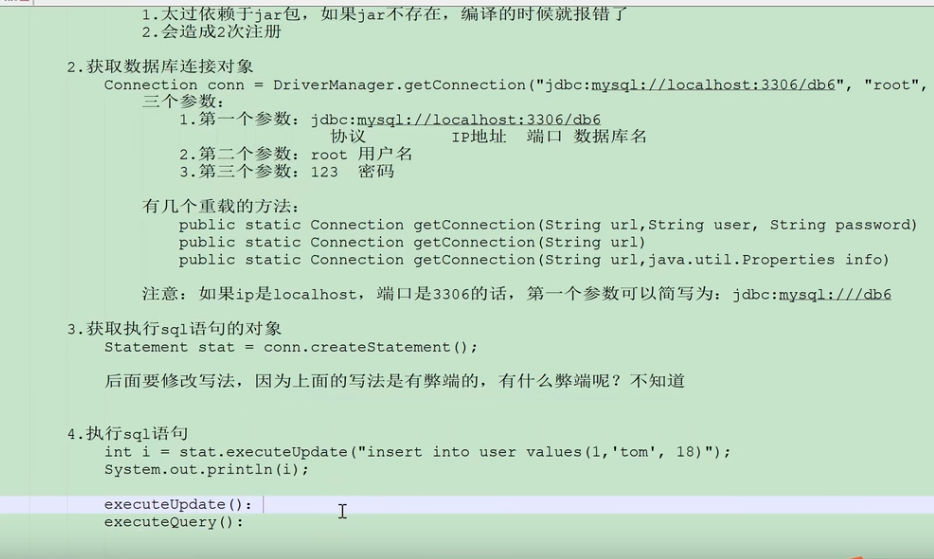 1.太过依赖于jar包，如果jar不存在，编译的时候就报错了
2.会造成2次注册
2.获取数据库连接对象
Connection conn = DriverManager.getConnection("jdbc:mysql://localhost:3306/db6", "root",
三个参数：
1.第一个参数：jdbc:mysql://localhost:3306/db6
协议 IP地址 端口 数据库名
2.第二个参数：root 用户名
3.第三个参数：123 密码
有几个重载的方法：
public static Connection getConnection(String url,String user, String password)
public static Connection getConnection(String url)
public static Connection getConnection(String url,java.util.Properties info)
注意：如果ip是localhost，端口是3306的话，第一个参数可以简写为：jdbc:mysql:///db6
3.获取执行sql语句的对象
Statement stat = conn.createStatement();
后面要修改写法，因为上面的写法是有弊端的，有什么弊端呢？不知道
4.执行sql语句
int i = stat.executeUpdate("insert into user values(1,'tom', 18)");
System.out.println(i);
executeUpdate():
executeQuery():